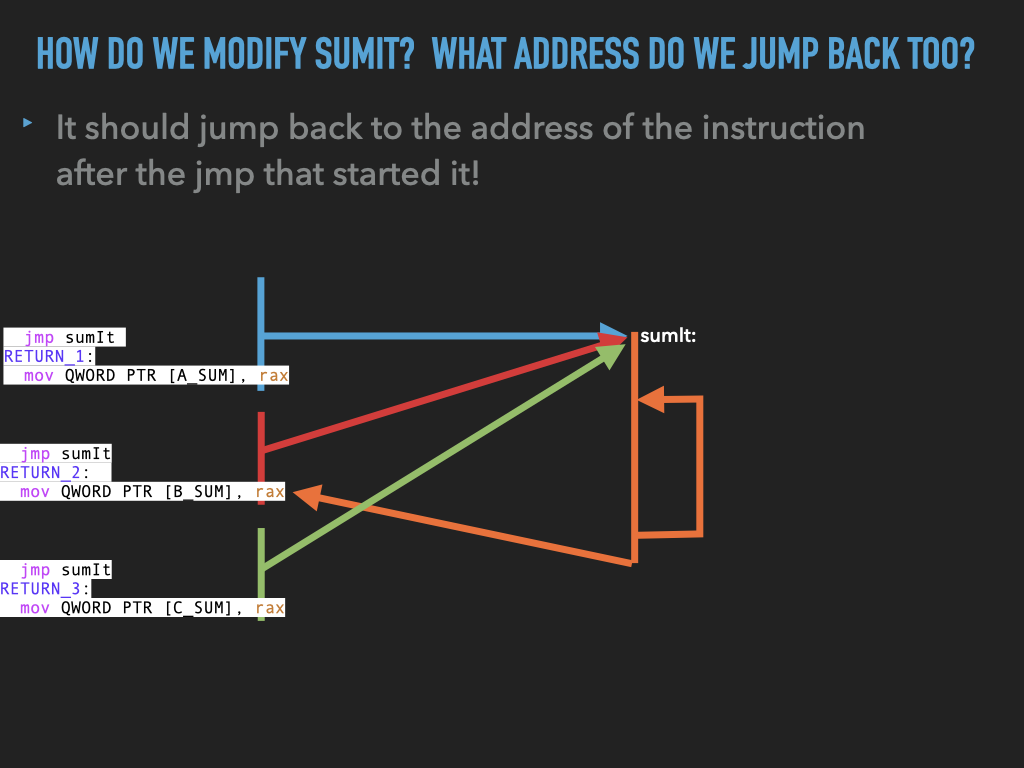 HOW DO WE MODIFY SUMIT? WHAT ADDRESS DO WE JUMP BACK TOO?
It should jump back to the address of the instruction
after the jmp that started it!
jmp sumIt
RETURN_1:
mov QWORD PTR [A_SUM], rax
sumIt:
jmp sumIt
RETURN_2:
mov QWORD PTR [B_SUM], rax
jmp sumIt
RETURN_3:
mov QWORD PTR [C_SUM], rax